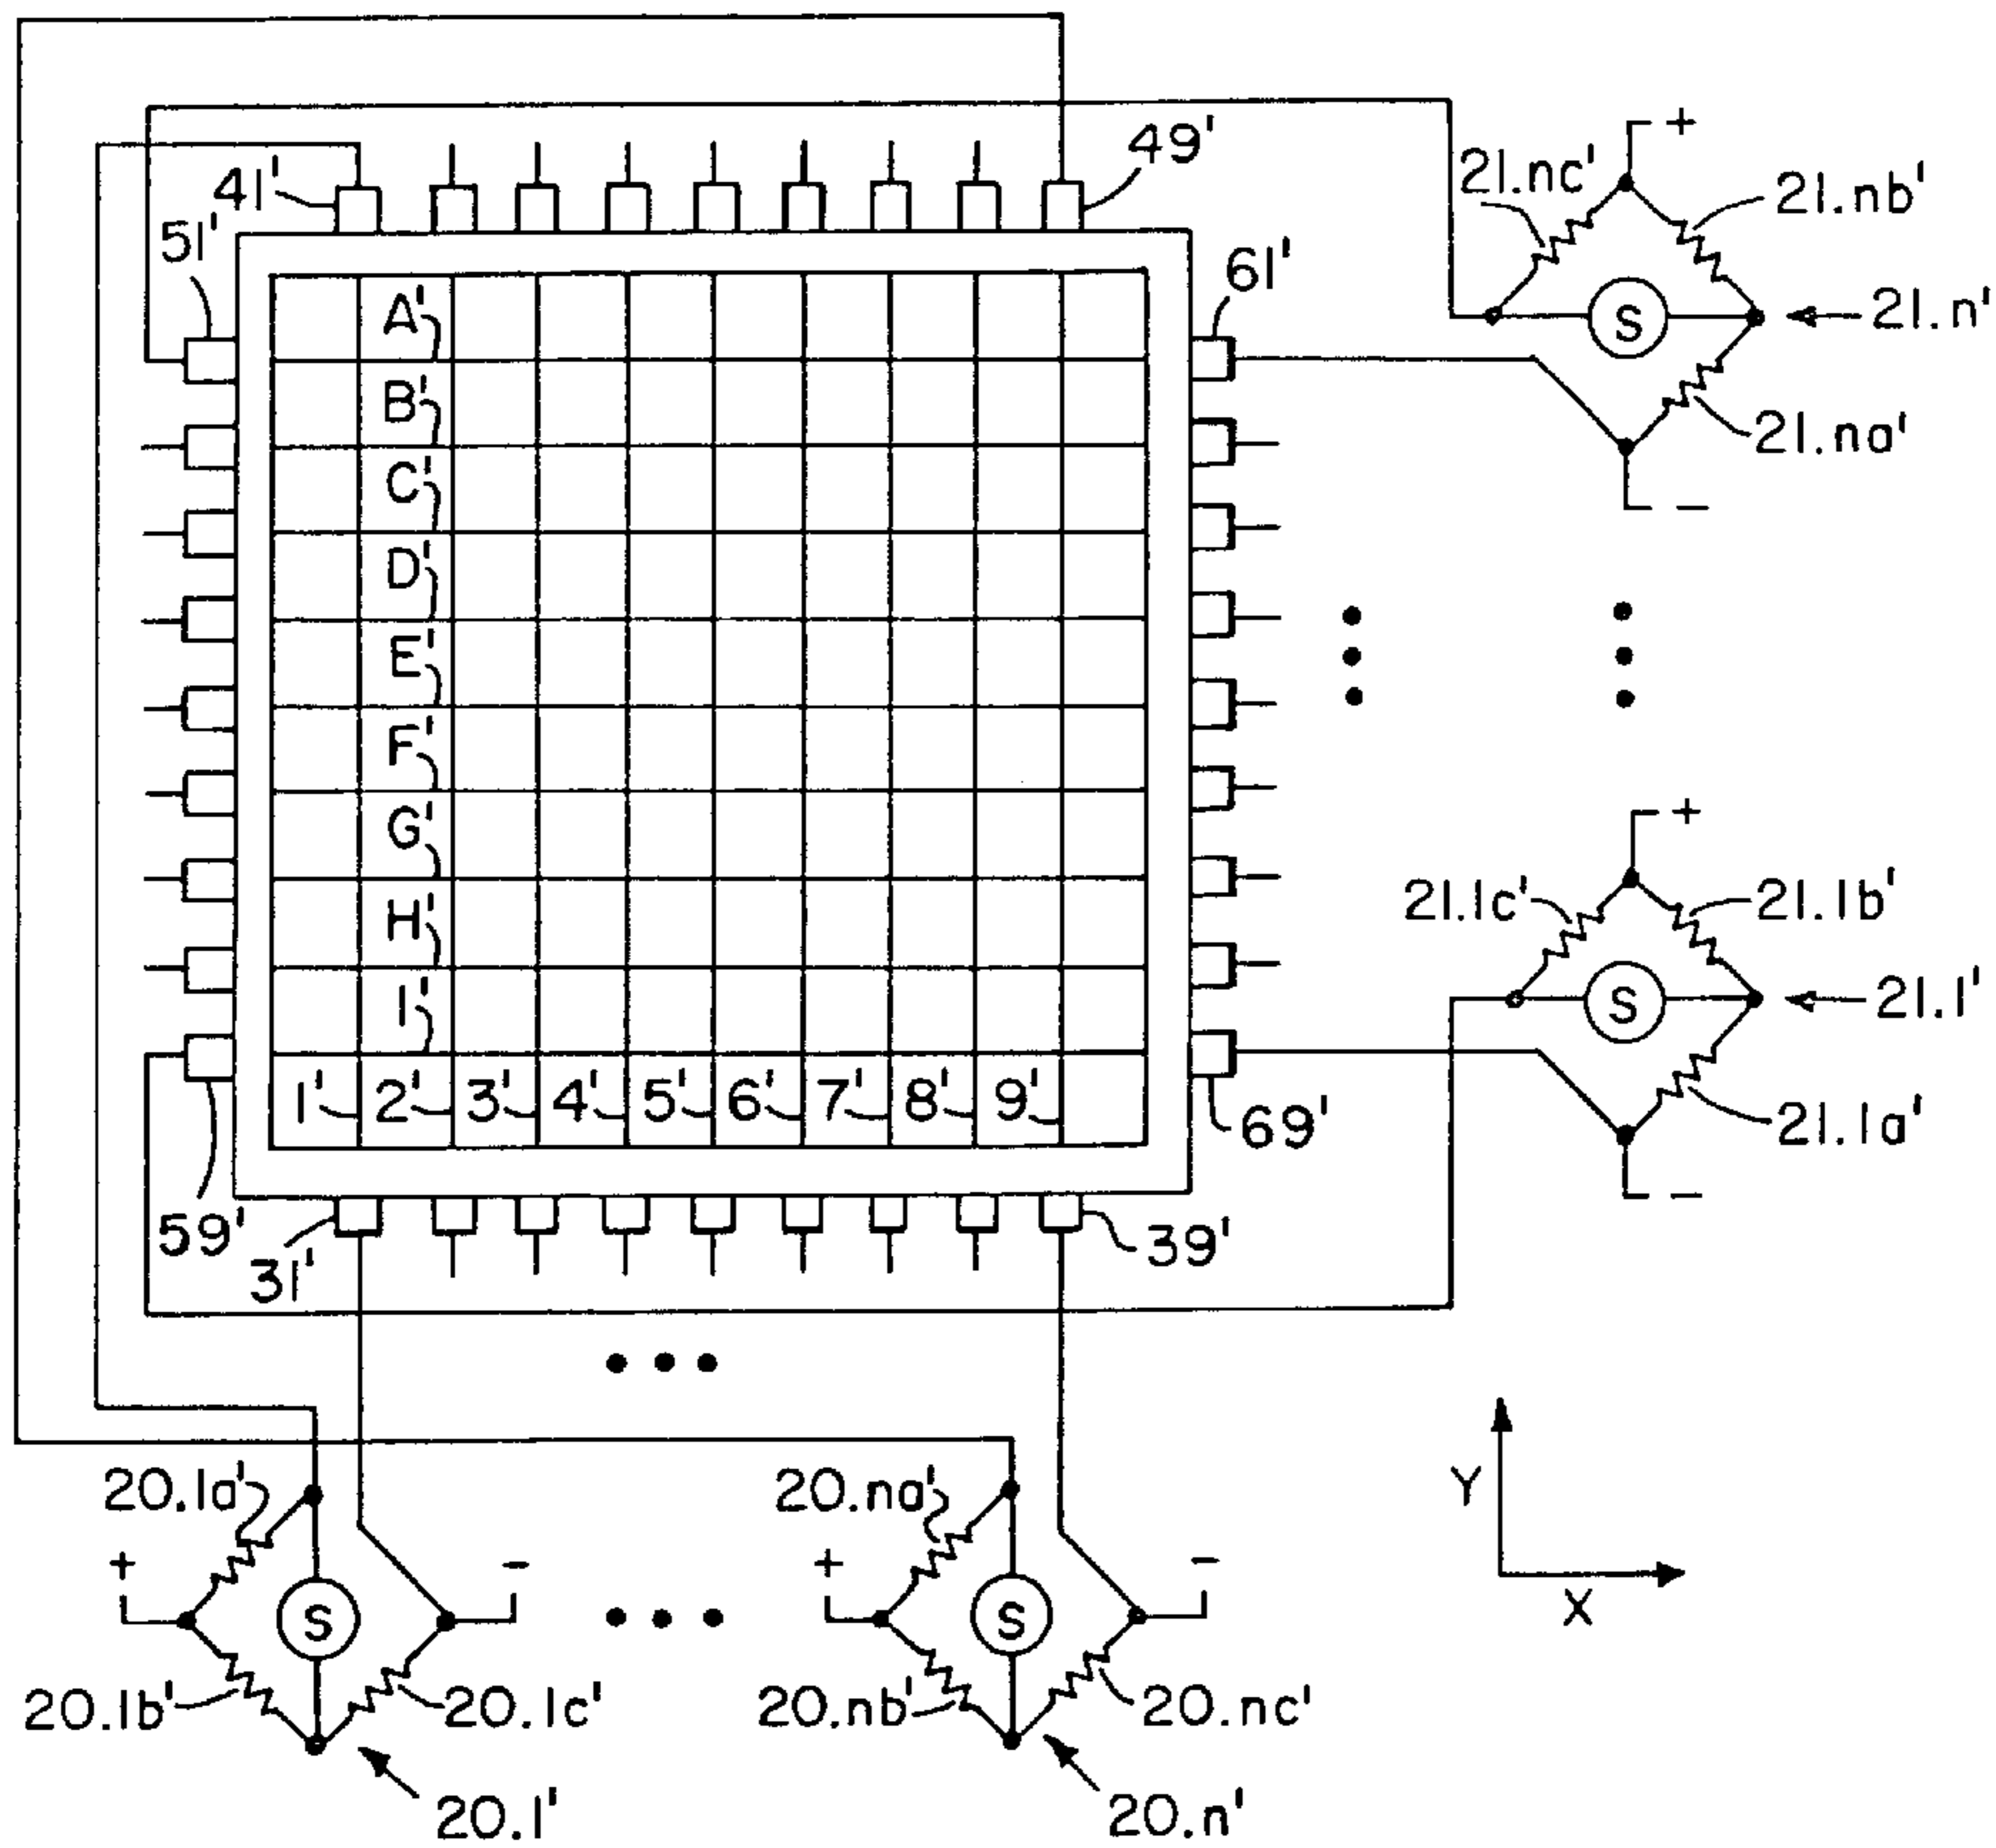 49'
41'
51'
61'
+
21.nc'
21.nb'
S
21.n'
21.na'
-
A'
B'
C'
D'
E'
F'
G'
H'
I'
1' 2' 3' 4' 5' 6' 7' 8' 9'
+
21.1c'
21.1b'
S
21.1'
21.1a'
-
69'
59'
31'
39'
20.1a'
+
-
S
20.1b'
20.1c'
20.1'
20.na'
+
-
S
20.nb'
20.nc'
20.n'
Y
X